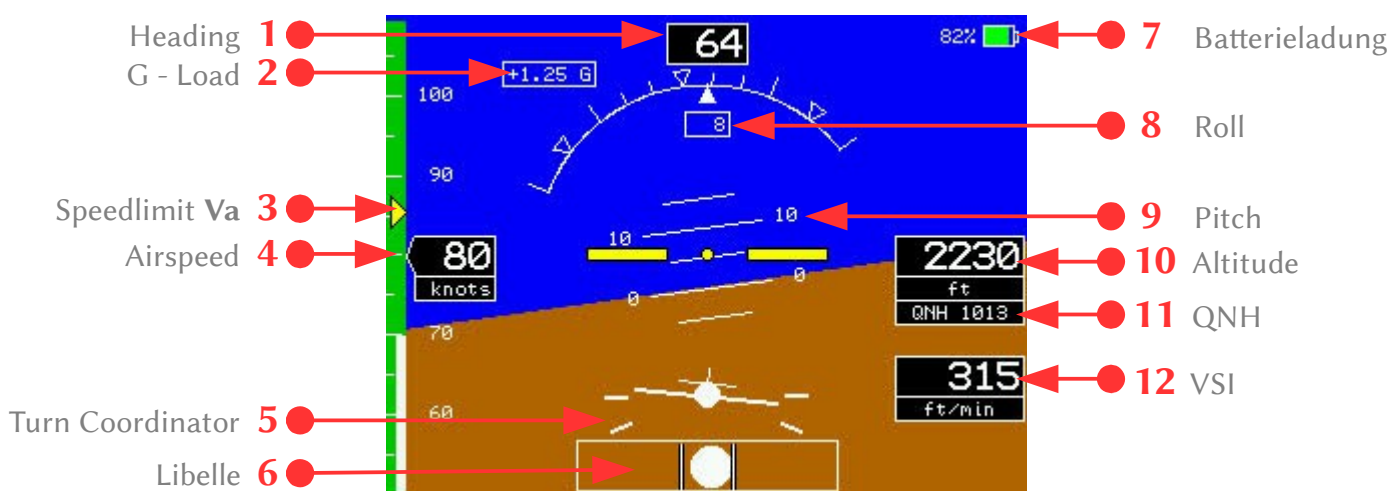 Heading 1
G - Load 2
Speedlimit Va 3
Airspeed 4
Turn Coordinator 5
Libelle 6
64
82%
+1.25 G
100
8
90
10
10
80
knots
2230
ft
QNH 1013
0
0
70
315
ft/min
60
7 Batterieladung
8 Roll
9 Pitch
10 Altitude
11 QNH
12 VSI